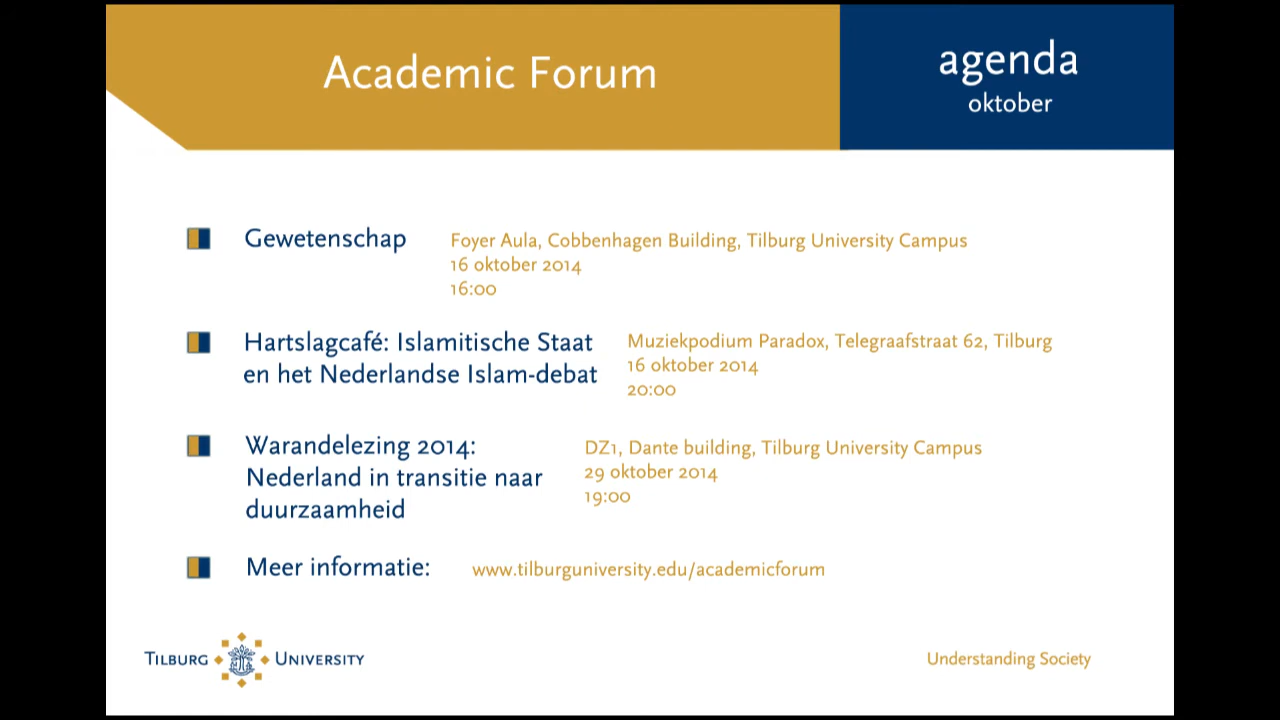 Academic Forum
agenda
oktober
Gewetenschap
Foyer Aula, Cobbenhagen Building, Tilburg University Campus
16 oktober 2014
16:00
Hartslagcafé: Islamitische Staat
en het Nederlandse Islam-debat
Muziekpodium Paradox, Telegraafstraat 62, Tilburg
16 oktober 2014
20:00
Warandelezing 2014:
Nederland in transitie naar
duurzaamheid
DZ1, Dante building, Tilburg University Campus
29 oktober 2014
19:00
Meer informatie:
www.tilburguniversity.edu/academicforum
TILBURG UNIVERSITY
Understanding Society